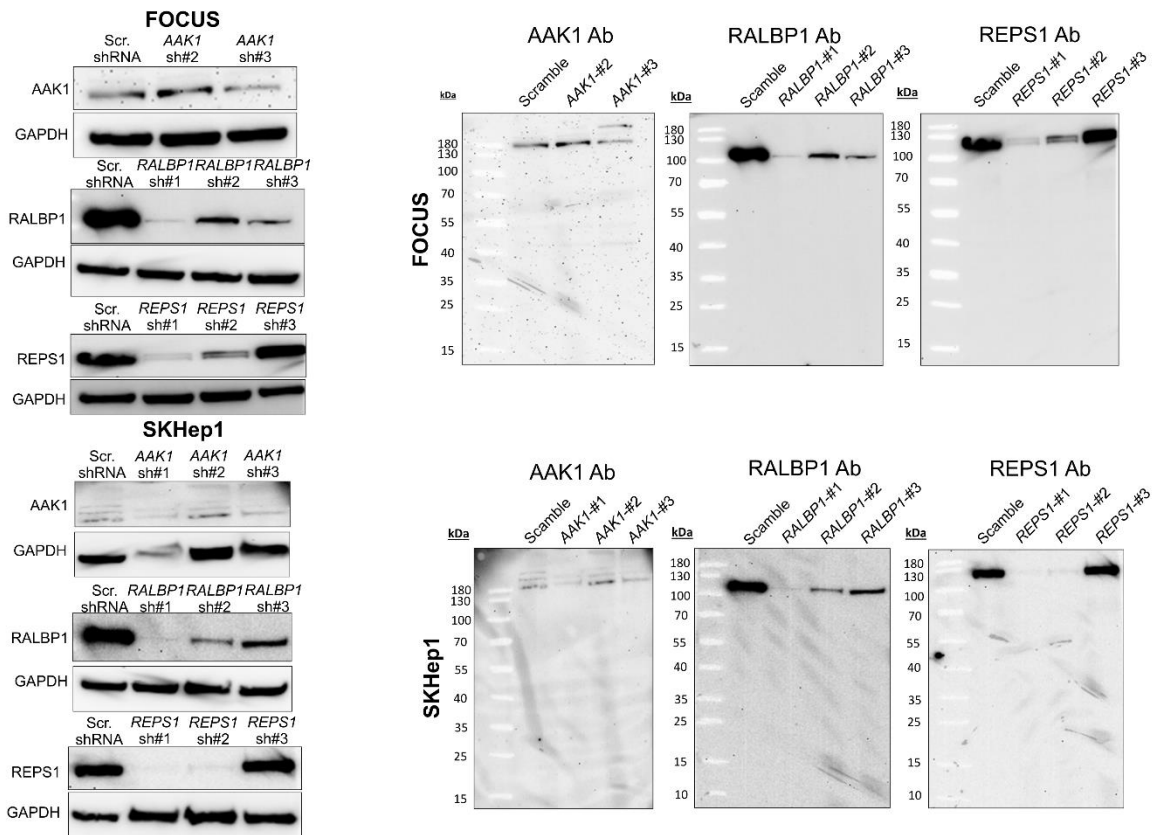 FOCUS
Scr. AAK1 AAK1
shRNA sh#2 sh#3
AAK1
GAPDH
Scr. RALBP1 RALBP1 RALBP1
shRNA sh#1 sh#2 sh#3
RALBP1
GAPDH
Scr. REPS1 REPS1 REPS1
shRNA sh#1 sh#2 sh#3
REPS1
GAPDH
SKHep1
Scr. AAK1 AAK1 AAK1
shRNA sh#1 sh#2 sh#3
AAK1
GAPDH
Scr. RALBP1 RALBP1 RALBP1
shRNA sh#1 sh#2 sh#3
RALBP1
GAPDH
Scr. REPS1 REPS1 REPS1
shRNA sh#1 sh#2 sh#3
REPS1
GAPDH
FOCUS
AAK1 Ab
kDa
Scramble
AAK1-#2
AAK1-#3
180
130
100
70
55
40
35
25
15
RALBP1 Ab
kDa
Scamble
RALBP1-#1
RALBP1-#2
RALBP1-#3
180
130
100
70
55
40
35
25
15
REPS1 Ab
kDa
Scamble
REPS1-#1
REPS1-#2
REPS1-#3
180
130
100
70
55
40
35
25
15
SKHep1
AAK1 Ab
kDa
Scamble
AAK1-#1
AAK1-#2
AAK1-#3
180
130
100
70
55
40
35
25
15
RALBP1 Ab
kDa
Scamble
RALBP1-#1
RALBP1-#2
RALBP1-#3
180
130
100
70
55
40
35
25
15
10
REPS1 Ab
kDa
Scamble
REPS1-#1
REPS1-#2
REPS1-#3
180
130
100
70
55
40
35
25
15
10